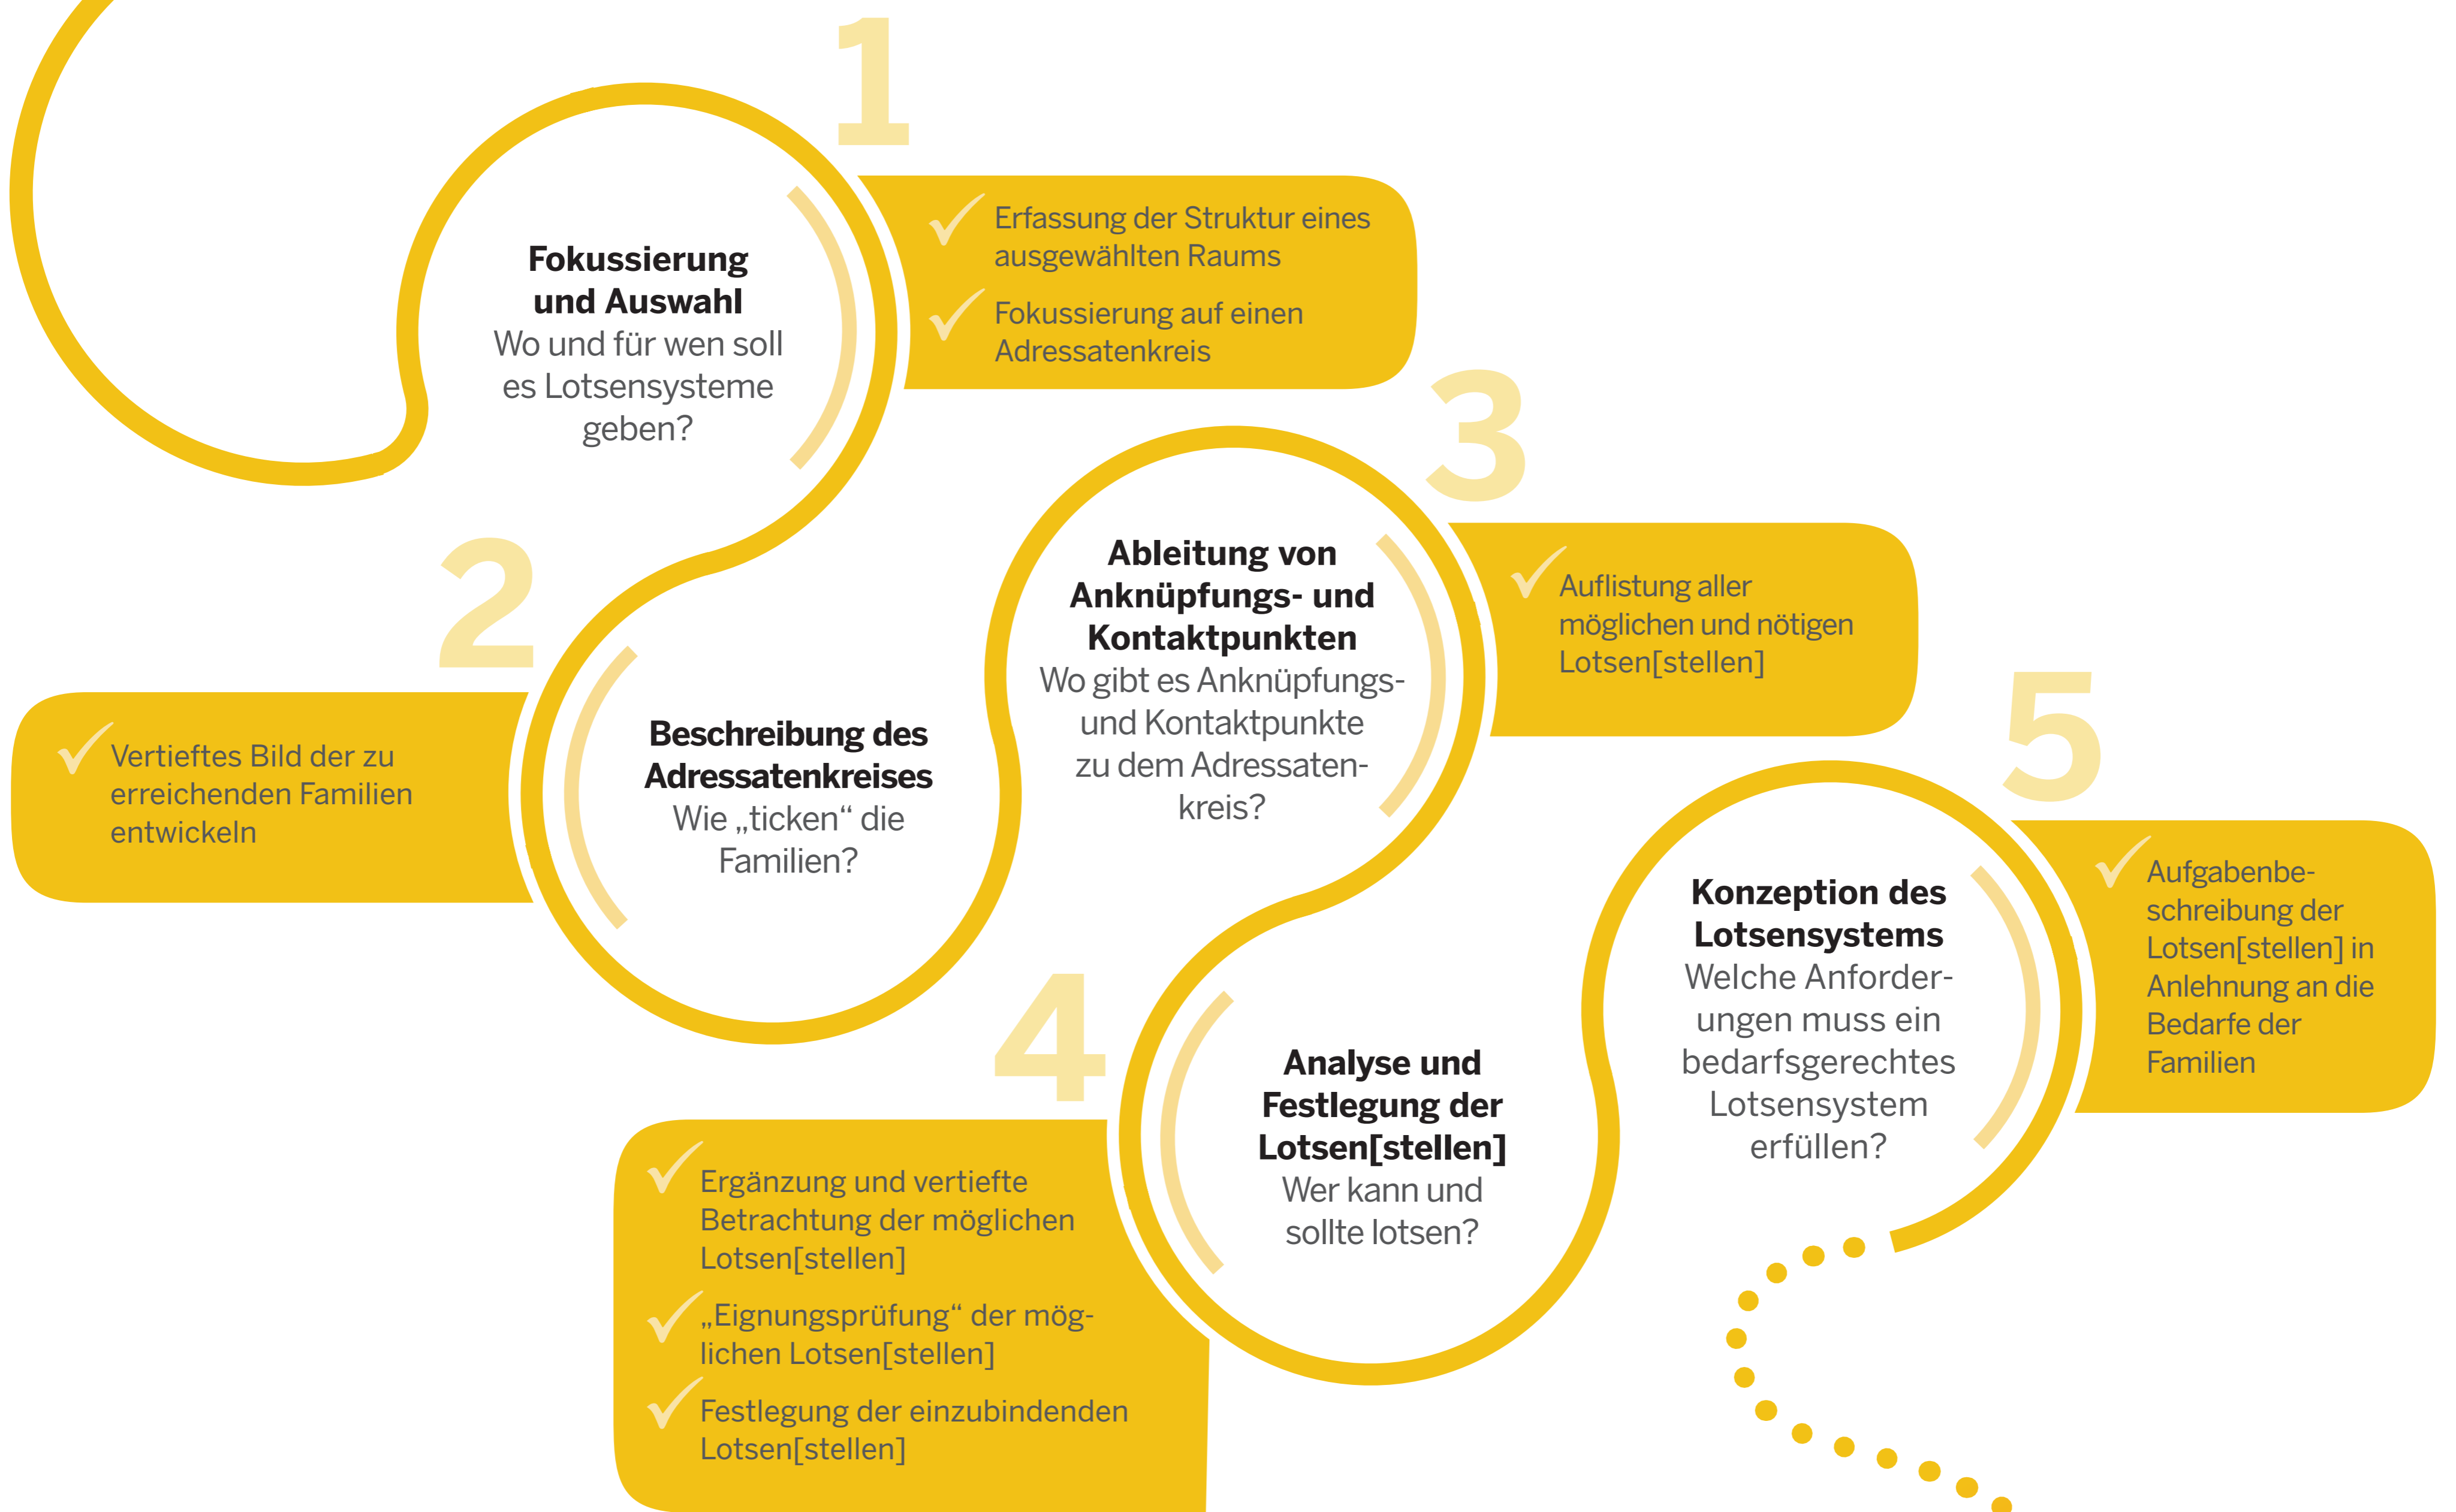 1
Fokussierung
und Auswahl
Wo und für wen soll
es Lotsensysteme
geben?
Erfassung der Struktur eines
ausgewählten Raums
Fokussierung auf einen
Adressatenkreis
2
Beschreibung des
Adressatenkreises
Wie „ticken“ die
Familien?
Vertieftes Bild der zu
erreichenden Familien
entwickeln
3
Ableitung von
Anknüpfungs- und
Kontaktpunkten
Wo gibt es Anknüpfungs-
und Kontaktpunkte
zu dem Adressaten-
kreis?
Auflistung aller
möglichen und nötigen
Lotsen[stellen]
4
Analyse und
Festlegung der
Lotsen[stellen]
Wer kann und
sollte lotsen?
Ergänzung und vertiefte
Betrachtung der möglichen
Lotsen[stellen]
„Eignungsprüfung“ der mög-
lichen Lotsen[stellen]
Festlegung der einzubindenden
Lotsen[stellen]
5
Konzeption des
Lotsensystems
Welche Anforder-
ungen muss ein
bedarfsgerechtes
Lotsensystem
erfüllen?
Aufgabenbe-
schreibung der
Lotsen[stellen] in
Anlehnung an die
Bedarfe der
Familien